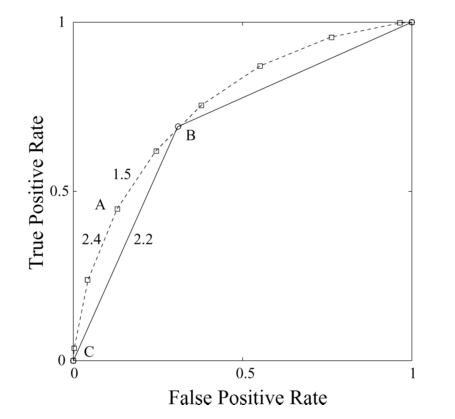 1
True Positive Rate
B
1.5
0.5
A
2.4
2.2
C
0
0
0.5
1
False Positive Rate